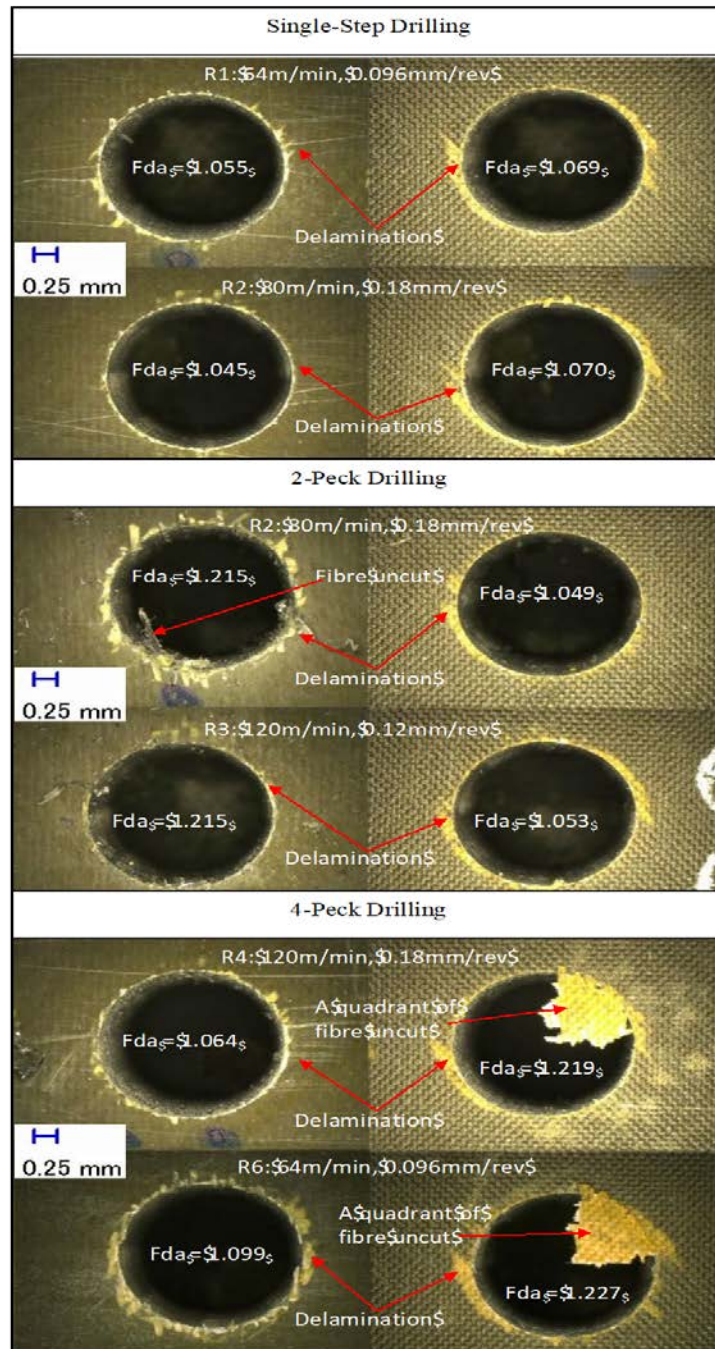 Single-Step Drilling
R1:$64m/min,$0.096mm/rev$
Fda$=$1.055$
Fda$=$1.069$
Delamination$
0.25 mm
R2:$80m/min,$0.18mm/rev$
Fda$=$1.045$
Fda$=$1.070$
Delamination$
2-Peck Drilling
R2:$80m/min,$0.18mm/rev$
Fda$=$1.215$
Fibre$uncut$
Fda$=$1.049$
Delamination$
0.25 mm
R3:$120m/min,$0.12mm/rev$
Fda$=$1.215$
Fda$=$1.053$
Delamination$
4-Peck Drilling
R4:$120m/min,$0.18mm/rev$
A$quadrant$of$
fibre$uncut$
Fda$=$1.064$
Fda$=$1.219$
Delamination$
0.25 mm
R6:$64m/min,$0.096mm/rev$
A$quadrant$of$
fibre$uncut$
Fda$=$1.099$
Fda$=$1.227$
Delamination$